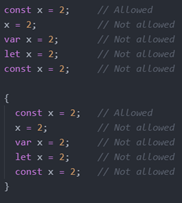 const x = 2;     // Allowed
x = 2;           // Not allowed
var x = 2;       // Not allowed
let x = 2;       // Not allowed
const x = 2;     // Not allowed

{
  const x = 2;   // Allowed
  x = 2;         // Not allowed
  var x = 2;     // Not allowed
  let x = 2;     // Not allowed
  const x = 2;   // Not allowed
}